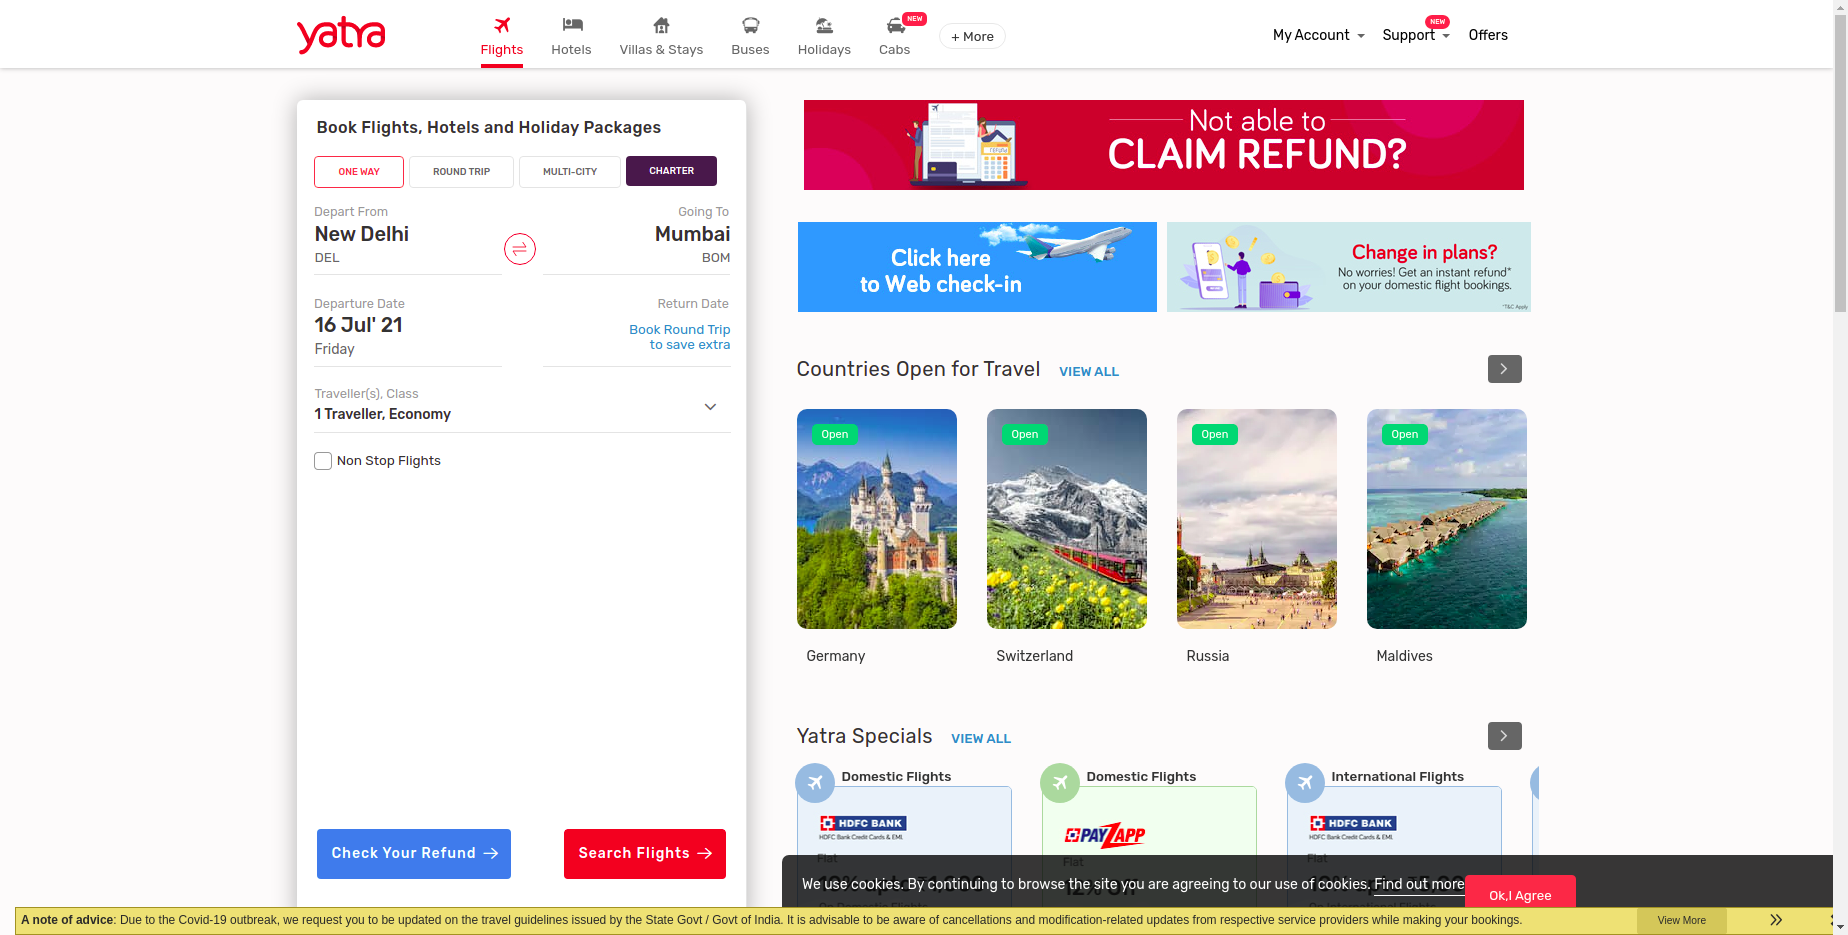 yatra
Flights
Hotels
Villas & Stays
Buses
Holidays
Cabs
NEW
+ More
My Account
Support
NEW
Offers
Book Flights, Hotels and Holiday Packages
ONE WAY
ROUND TRIP
MULTI-CITY
CHARTER
Depart From
New Delhi
DEL
Going To
Mumbai
BOM
Departure Date
16 Jul' 21
Friday
Return Date
Book Round Trip
to save extra
Traveller(s), Class
1 Traveller, Economy
Non Stop Flights
Check Your Refund
Search Flights
Not able to
CLAIM REFUND?
refund
Click here
to Web check-in
Change in plans?
No worries! Get an instant refund*
on your domestic flight bookings.
*T&C Apply
Countries Open for Travel
VIEW ALL
Open
Open
Open
Open
Germany
Switzerland
Russia
Maldives
Yatra Specials
VIEW ALL
Domestic Flights
HDFC BANK
HDFC Bank Credit Cards & EMI.
Flat
On Domestic Flights
Domestic Flights
PAYZAPP
Flat
12% Off
International Flights
HDFC BANK
HDFC Bank Credit Cards & EMI.
Flat
On International Flights
We use cookies. By continuing to browse the site you are agreeing to our use of cookies. Find out more
Ok,I Agree
A note of advice: Due to the Covid-19 outbreak, we request you to be updated on the travel guidelines issued by the State Govt / Govt of India. It is advisable to be aware of cancellations and modification-related updates from respective service providers while making your bookings.
View More